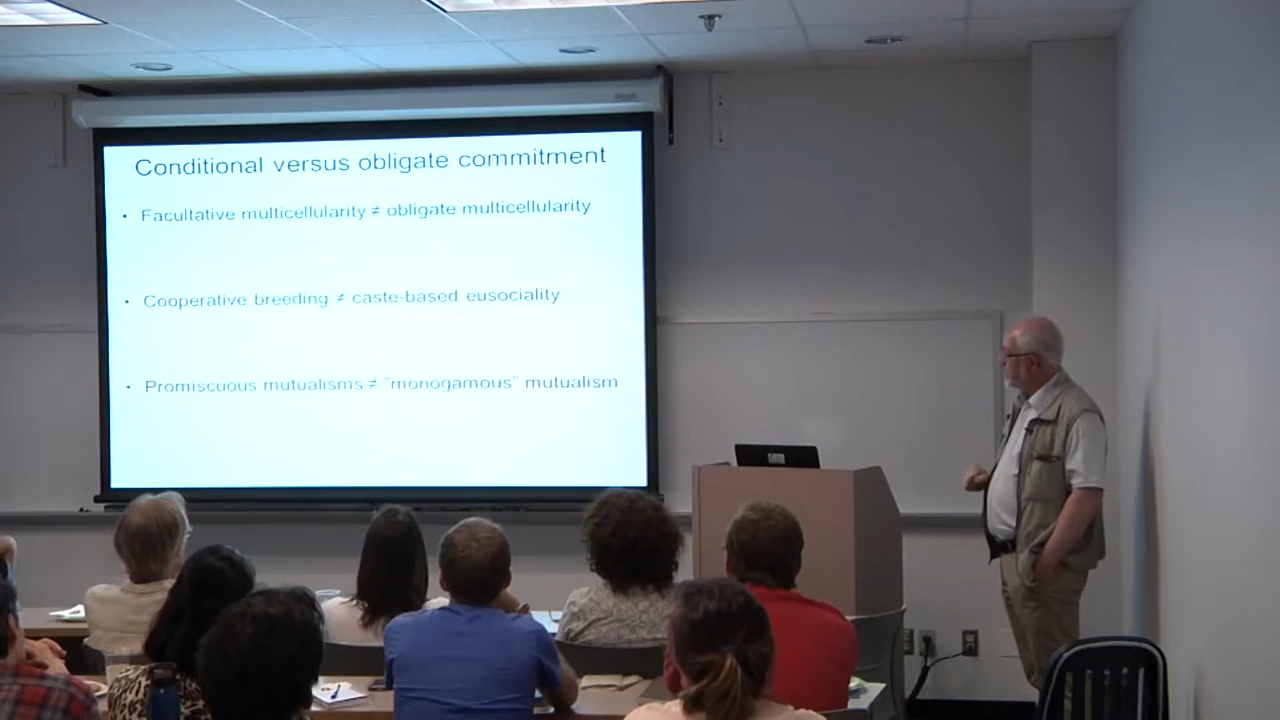 Conditional versus obligate commitment
• Facultative multicellularity ≠ obligate multicellularity
• Cooperative breeding ≠ caste-based eusociality
• Promiscuous mutualisms ≠ "monogamous" mutualism